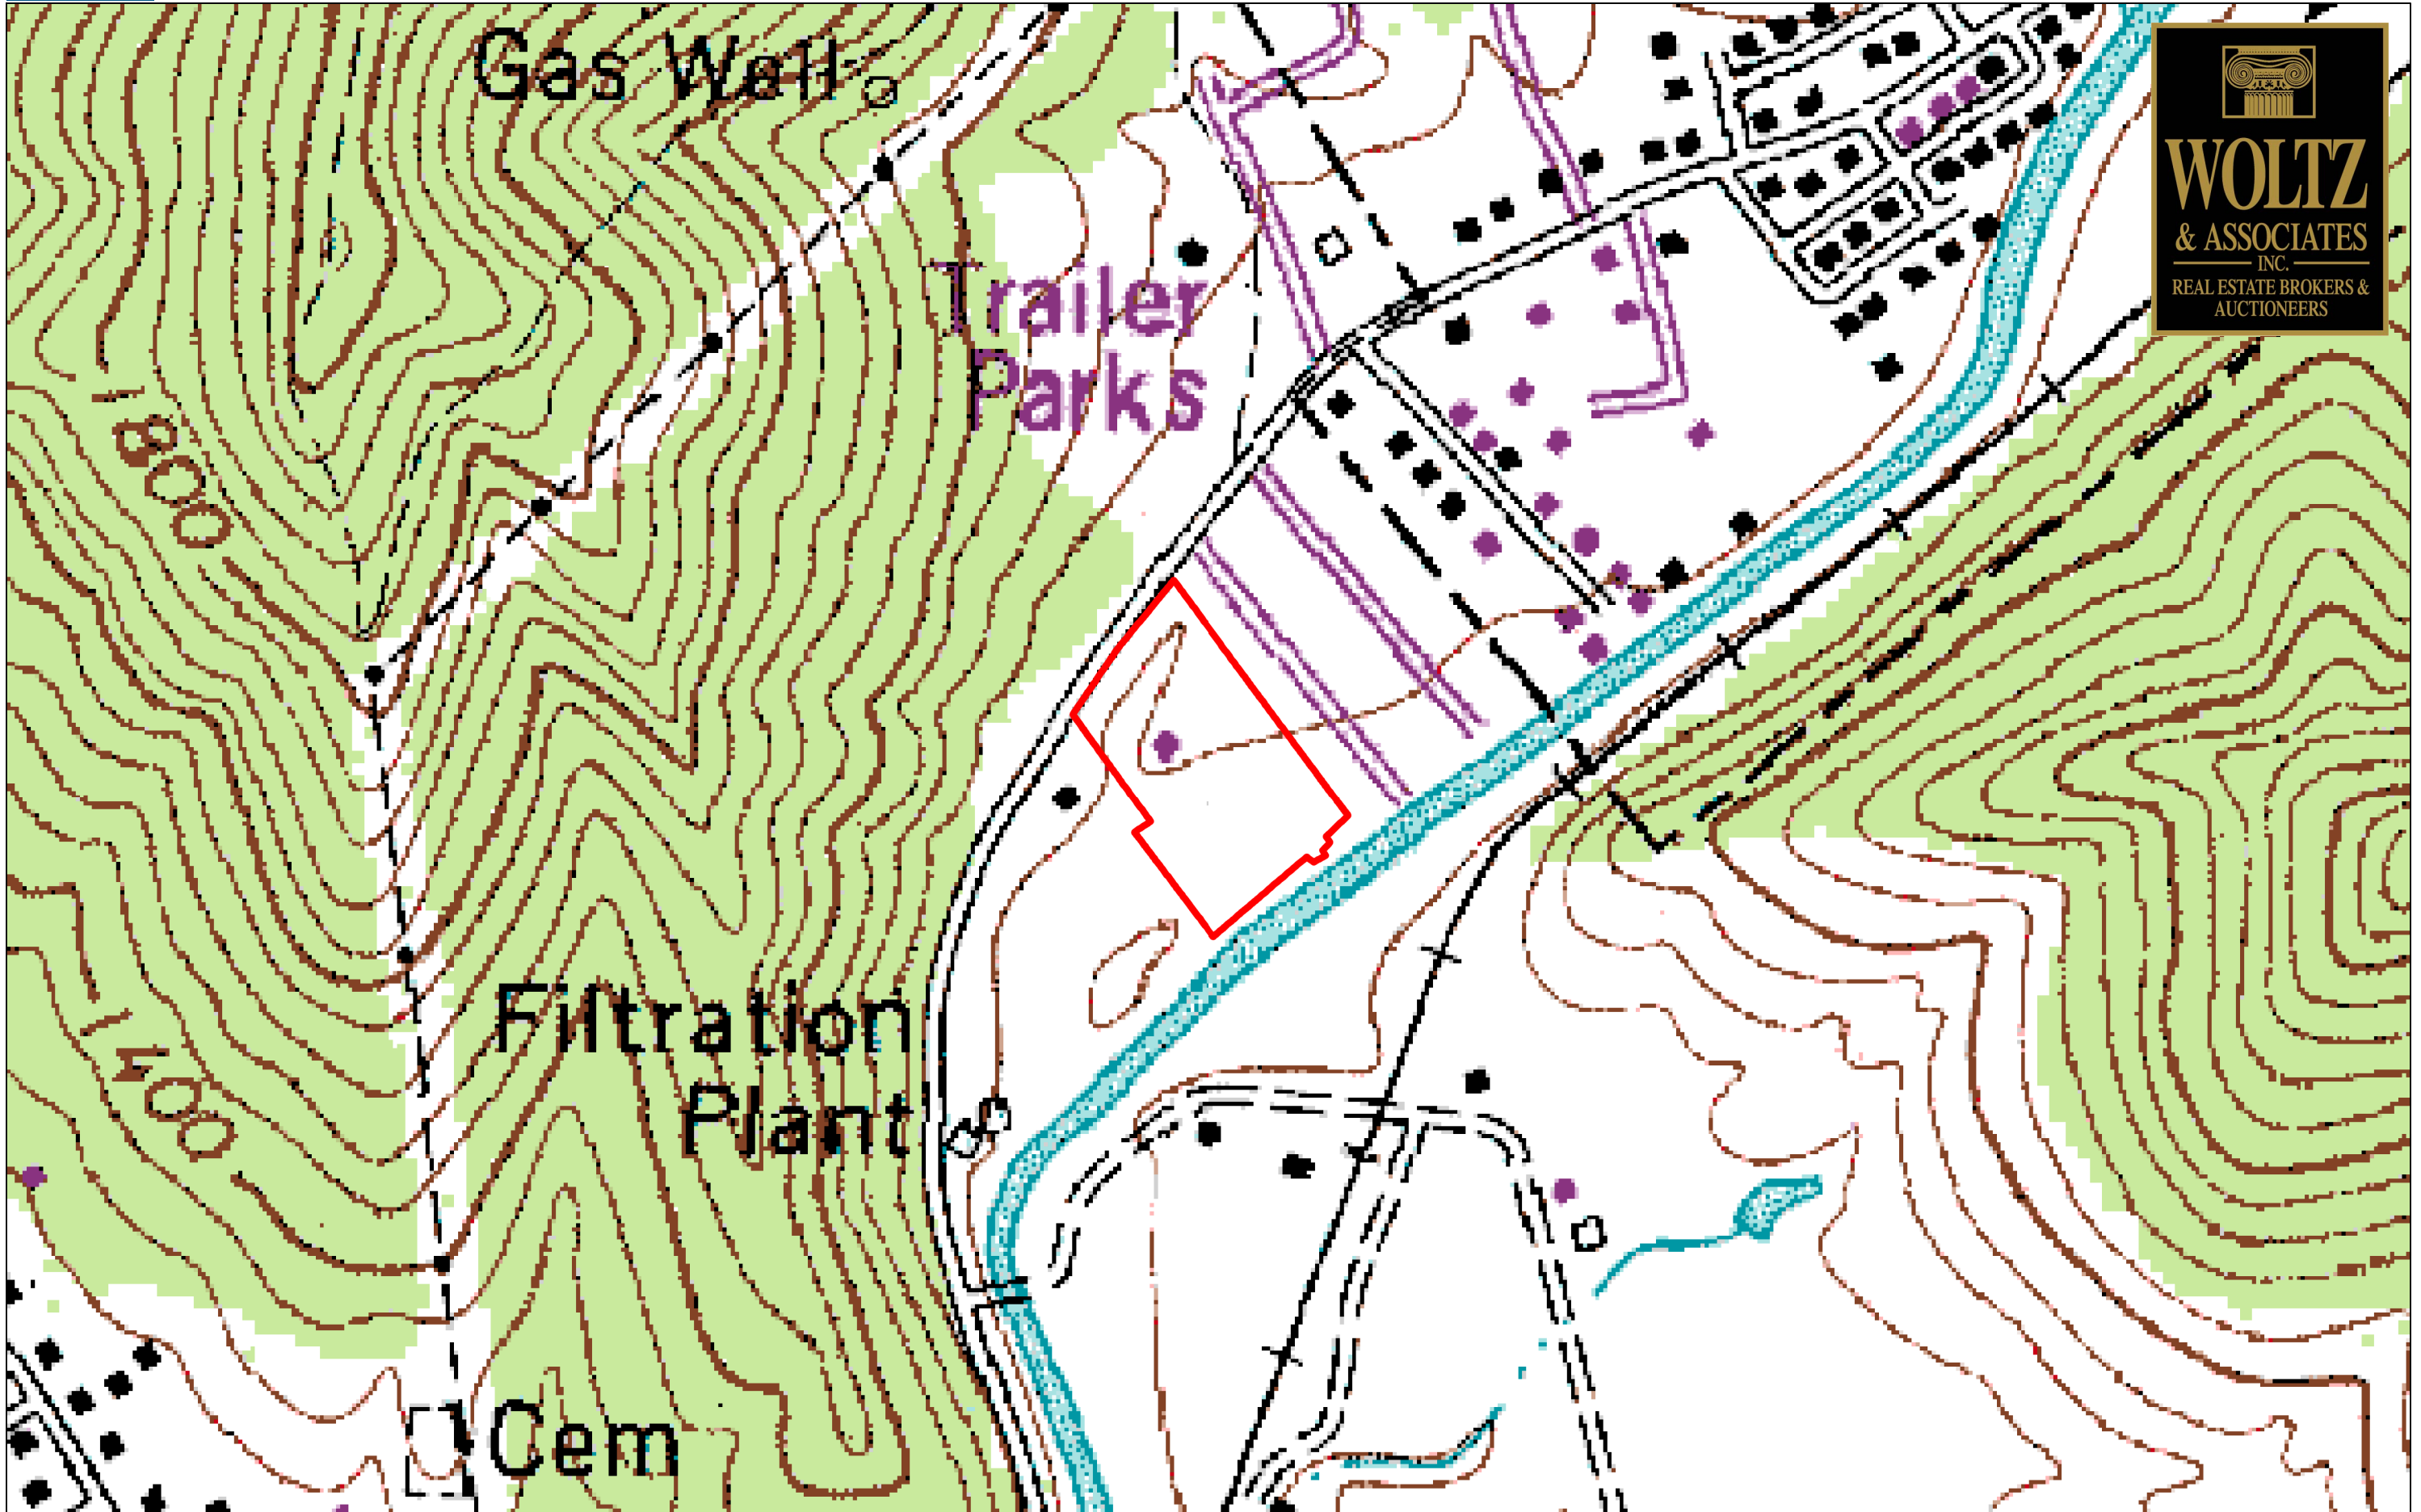 Gas Well
WOLTZ
& ASSOCIATES
INC.
REAL ESTATE BROKERS &
AUCTIONEERS
Trailer
Parks
1800
Filtration
Plant
1400
Cem